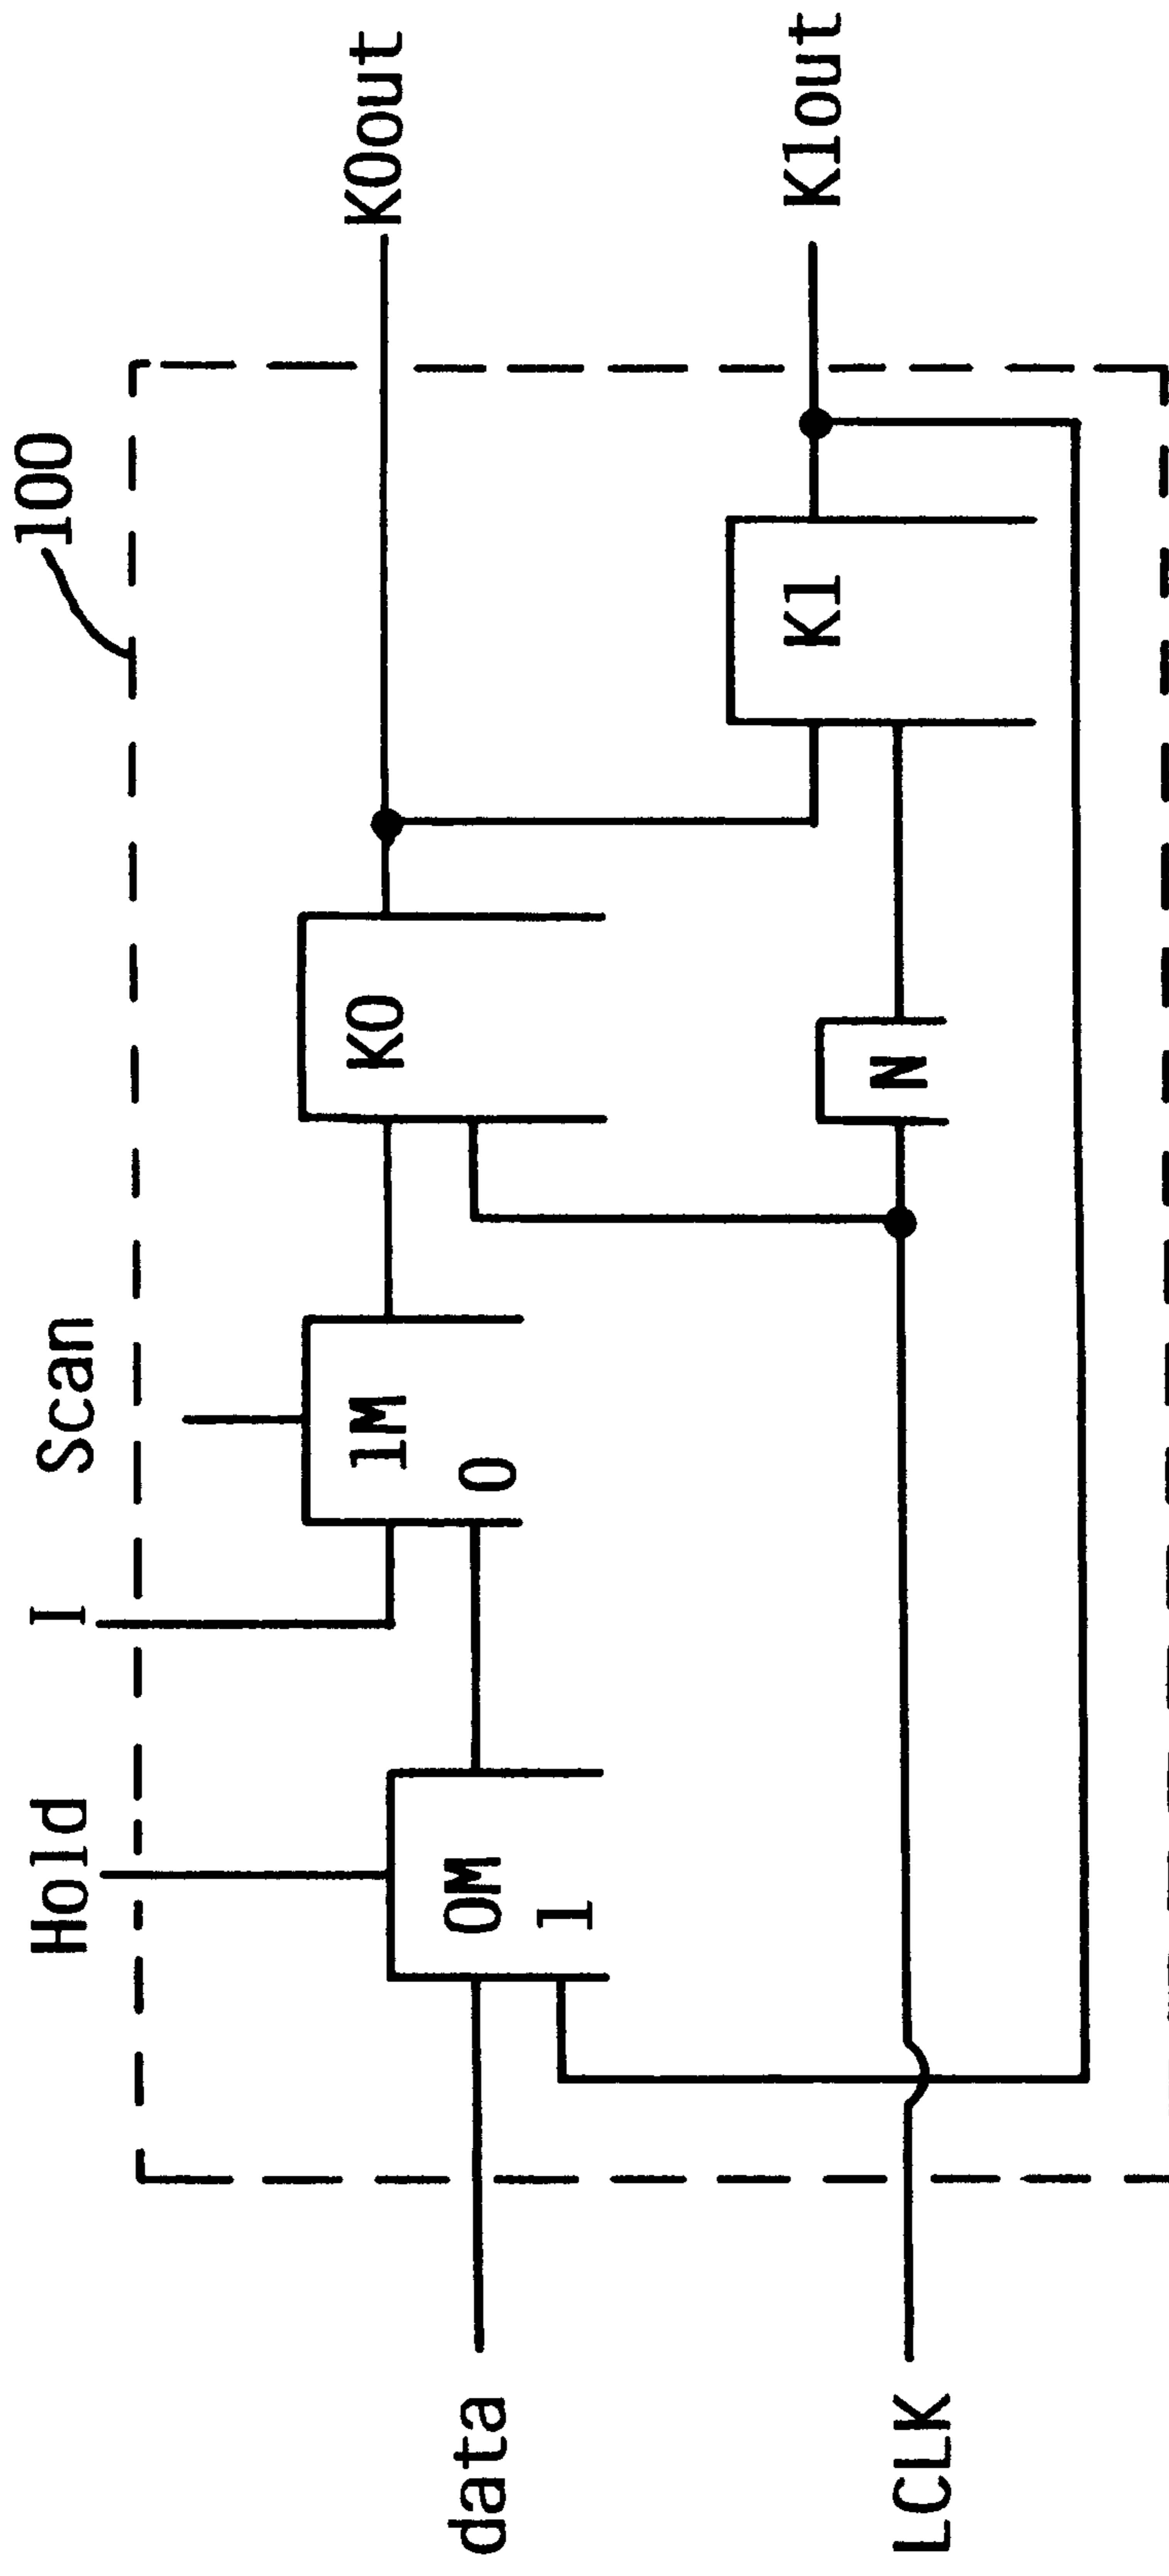 100
Hold
I
Scan
K0out
0M
1
1M
0
K0
data
N
K1
K1out
LCLK